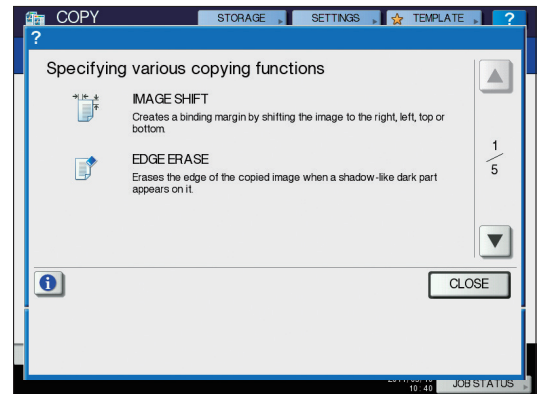 COPY STORAGE SETTINGS TEMPLATE ?
?
Specifying various copying functions
IMAGE SHIFT
Creates a binding margin by shifting the image to the right, left, top or
bottom.
EDGE ERASE
Erases the edge of the copied image when a shadow-like dark part
appears on it.
1
5
CLOSE
10:40 JOB STATUS